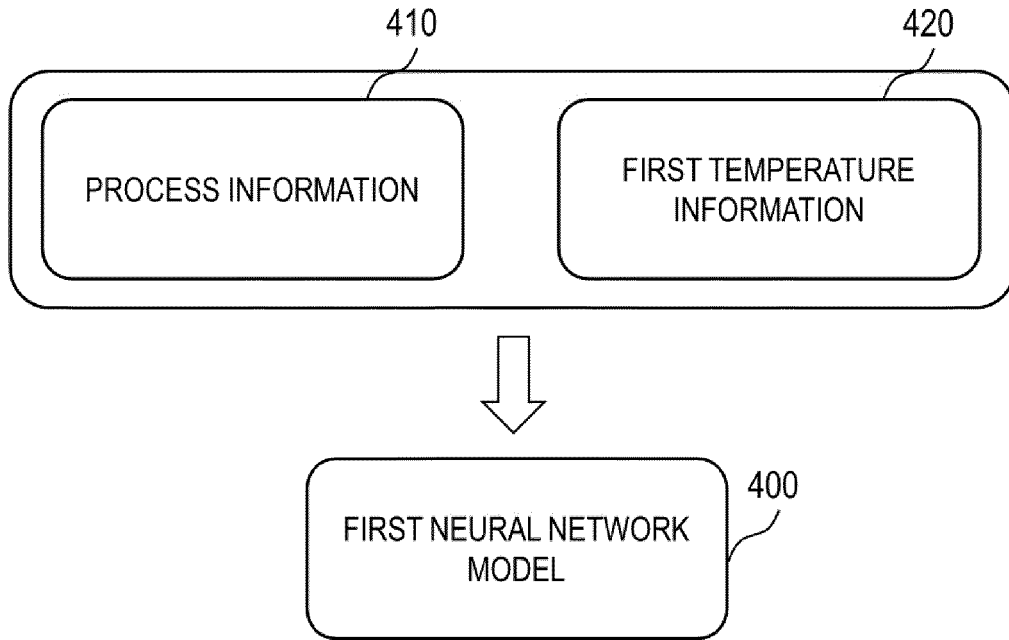 410
420
PROCESS INFORMATION
FIRST TEMPERATURE
INFORMATION
400
FIRST NEURAL NETWORK
MODEL